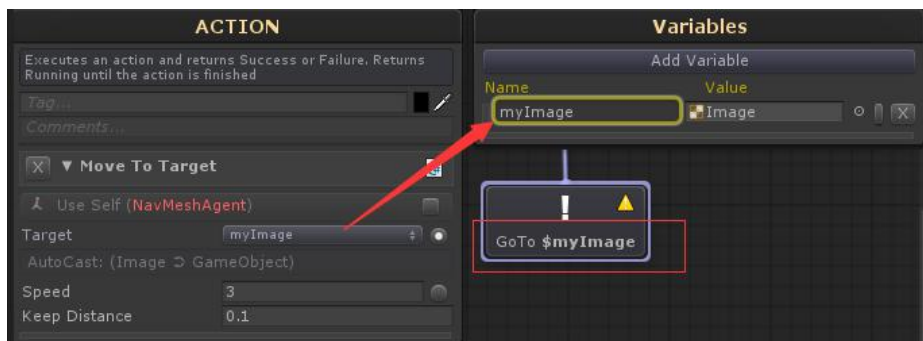 ACTION
Executes an action and returns Success or Failure. Returns
Running until the action is finished
Tag...
Comments...
X ▼ Move To Target
Use Self (NavMeshAgent)
Target myImage
AutoCast: (Image ⊃ GameObject)
Speed 3
Keep Distance 0.1
Variables
Add Variable
Name Value
myImage Image X
!
GoTo $myImage